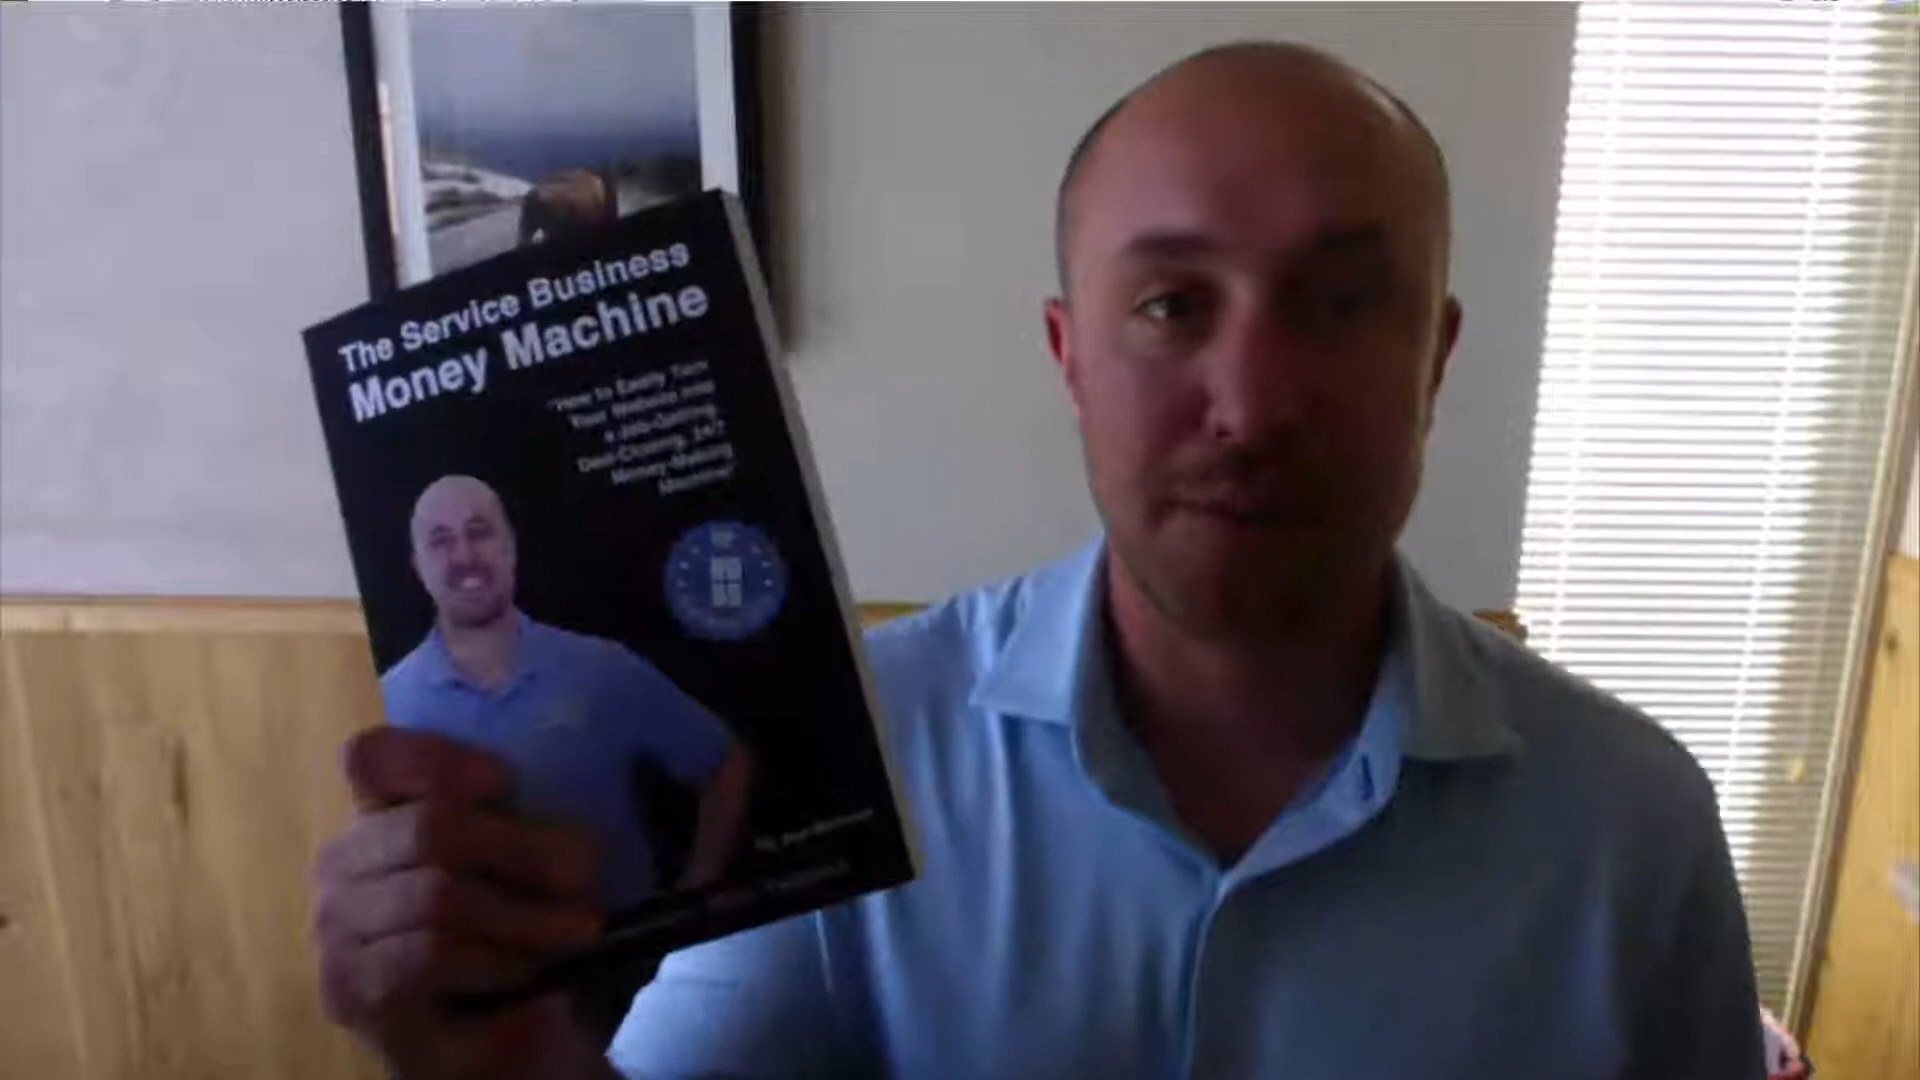 The Service Business
Money Machine
"How to Easily Turn
Your Website into
a Job-Getting,
Deal-Closing, 24/7
Money-Making
Machine"
by